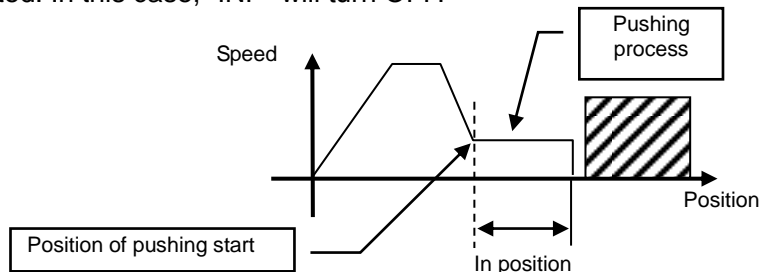 Pushing
process
Speed
Position
Position of pushing start
In position